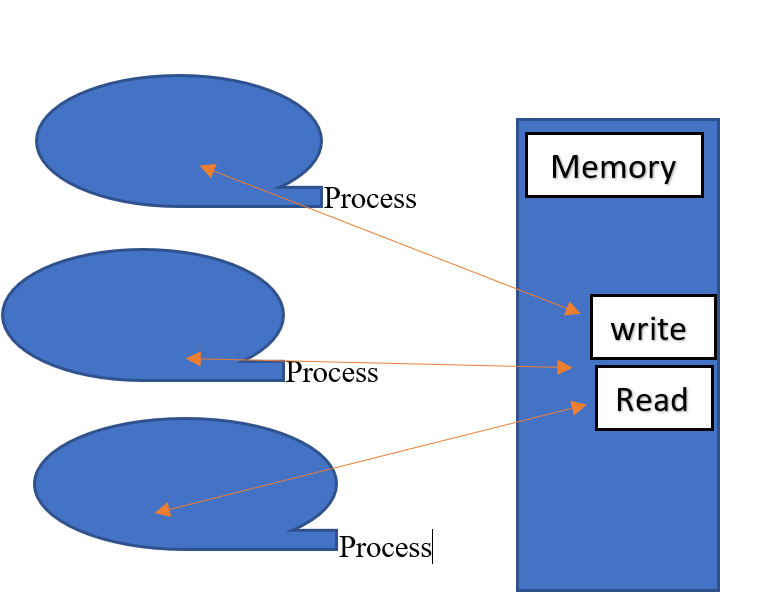 Memory
Process
write
Process
Read
Process